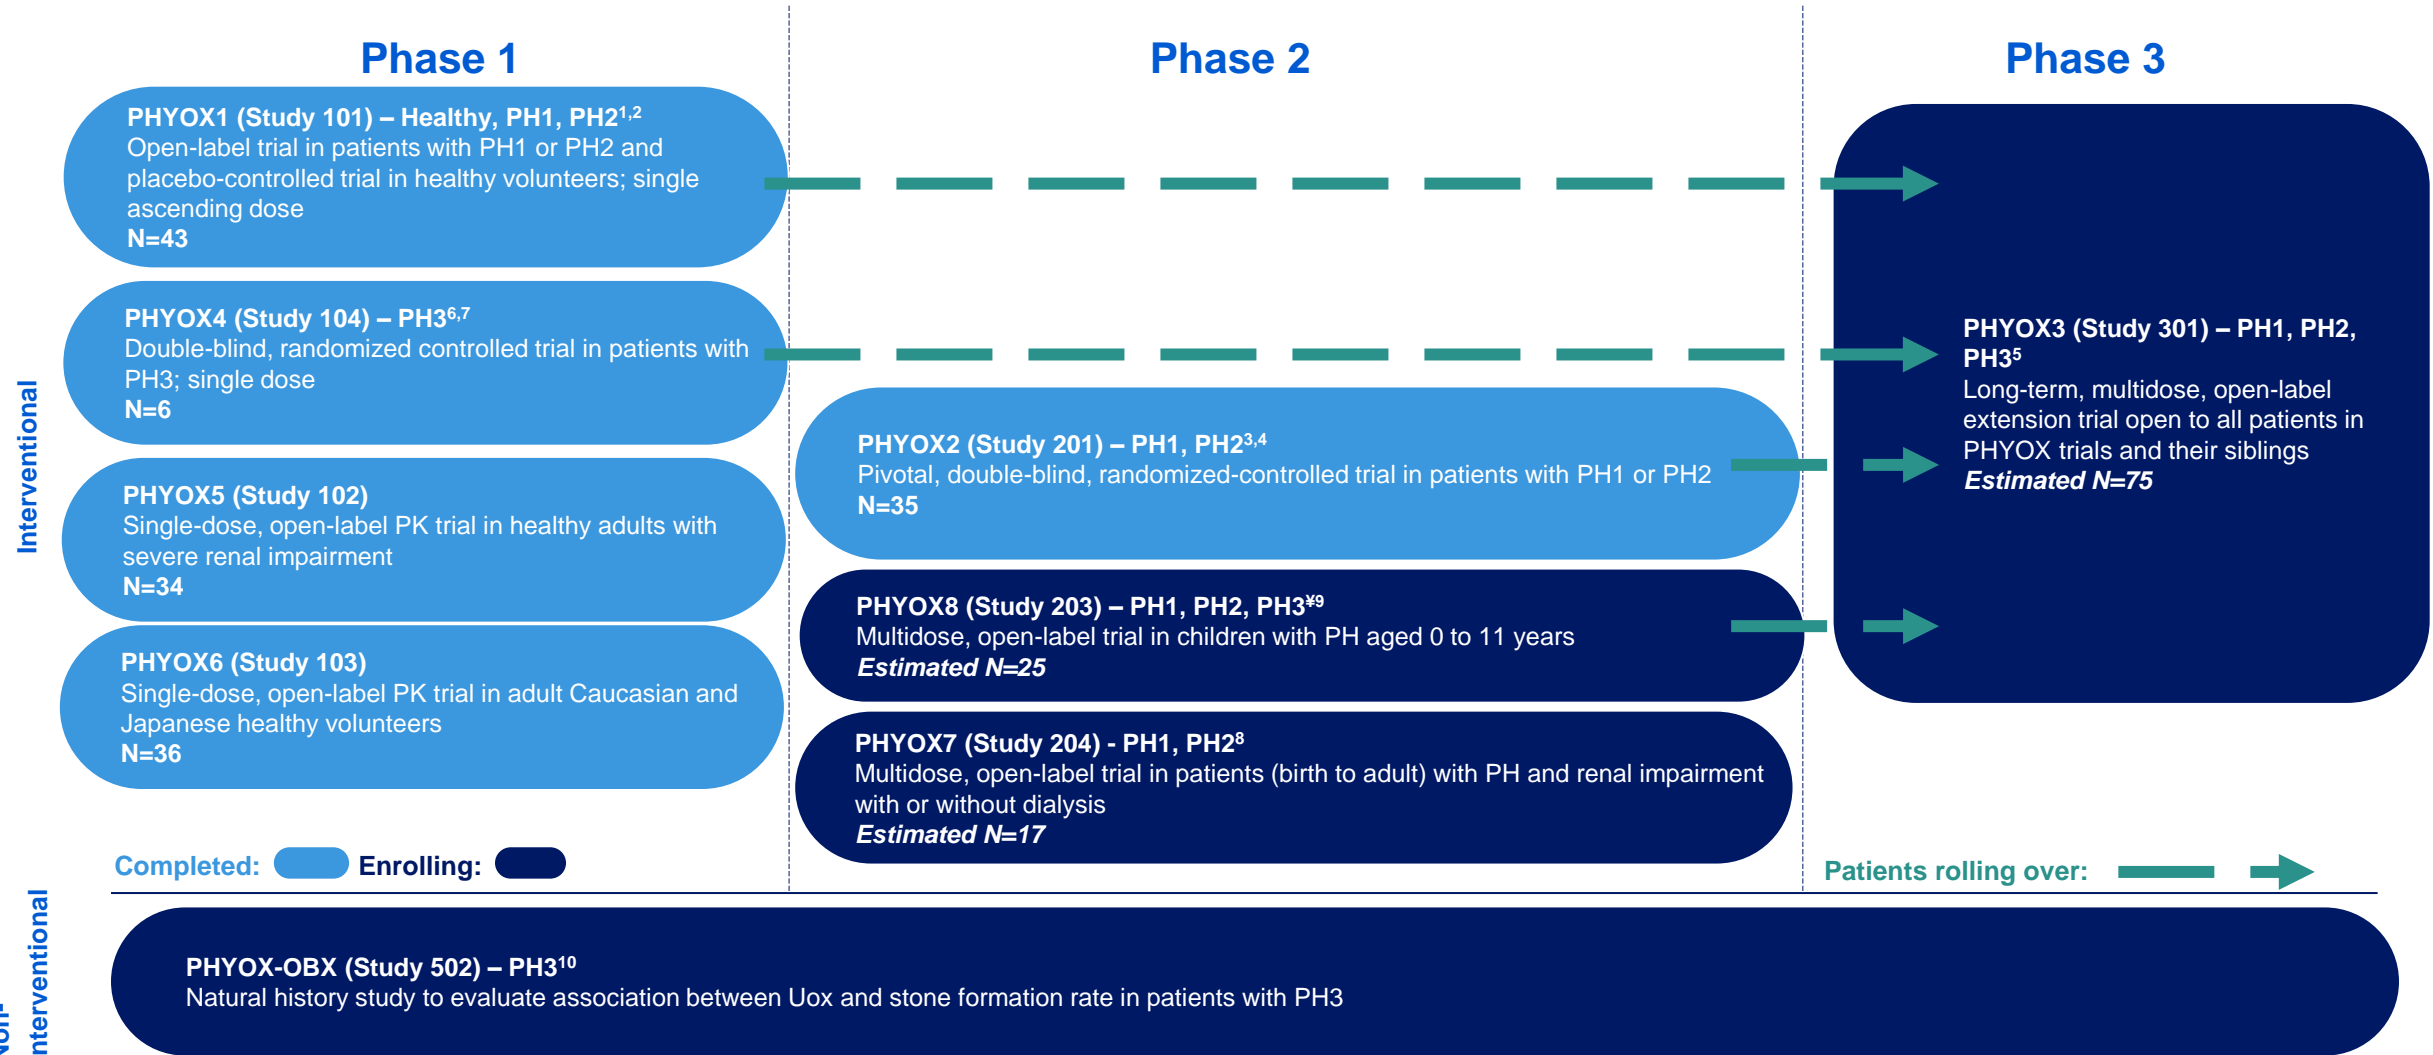 Phase 1
Phase 2
Phase 3
Interventional
PHYOX1 (Study 101) – Healthy, PH1, PH2¹,²
Open-label trial in patients with PH1 or PH2 and
placebo-controlled trial in healthy volunteers; single
ascending dose
N=43
PHYOX4 (Study 104) – PH3⁶,⁷
Double-blind, randomized controlled trial in patients with
PH3; single dose
N=6
PHYOX5 (Study 102)
Single-dose, open-label PK trial in healthy adults with
severe renal impairment
N=34
PHYOX6 (Study 103)
Single-dose, open-label PK trial in adult Caucasian and
Japanese healthy volunteers
N=36
PHYOX2 (Study 201) – PH1, PH2³,⁴
Pivotal, double-blind, randomized-controlled trial in patients with PH1 or PH2
N=35
PHYOX8 (Study 203) – PH1, PH2, PH3¥⁹
Multidose, open-label trial in children with PH aged 0 to 11 years
Estimated N=25
PHYOX7 (Study 204) - PH1, PH2⁸
Multidose, open-label trial in patients (birth to adult) with PH and renal impairment
with or without dialysis
Estimated N=17
PHYOX3 (Study 301) – PH1, PH2,
PH3⁵
Long-term, multidose, open-label
extension trial open to all patients in
PHYOX trials and their siblings
Estimated N=75
Completed: Enrolling:
Patients rolling over:
PHYOX-OBX (Study 502) – PH3¹⁰
Natural history study to evaluate association between Uox and stone formation rate in patients with PH3